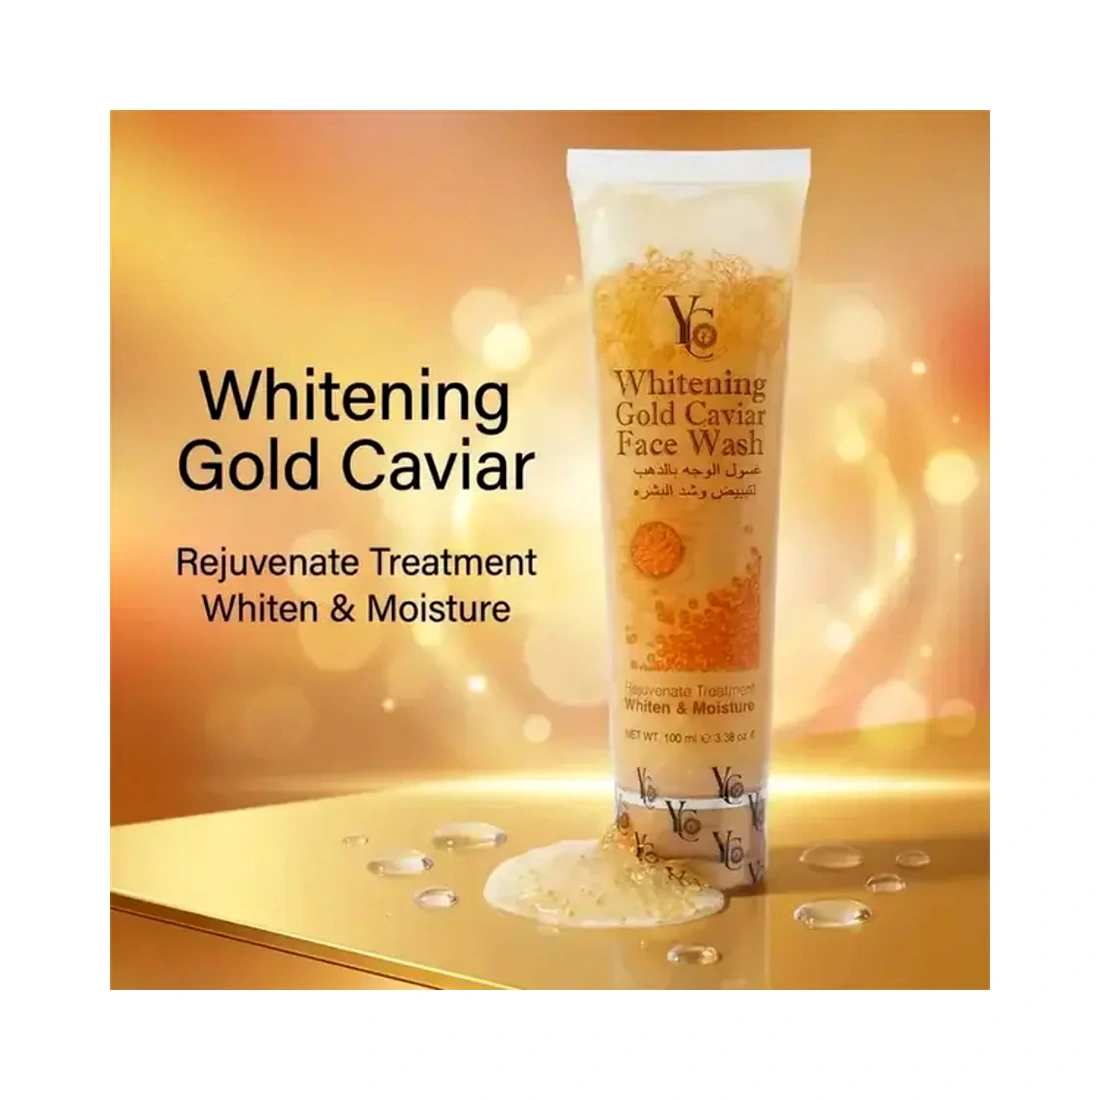 Whitening
Gold Caviar
Rejuvenate Treatment
Whiten & Moisture
YC
Whitening
Gold Caviar
Face Wash
غسول الوجه بالذهب
لتبييض وشد البشره
Rejuvenate Treatment
Whiten & Moisture
NET WT. 100 ml ℮ 3.38 oz
YC
YC
YC
YC
YC